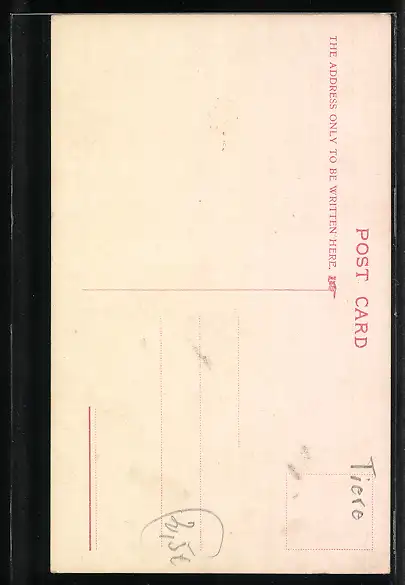 POST CARD
THE ADDRESS ONLY TO BE WRITTEN HERE.
Tiere